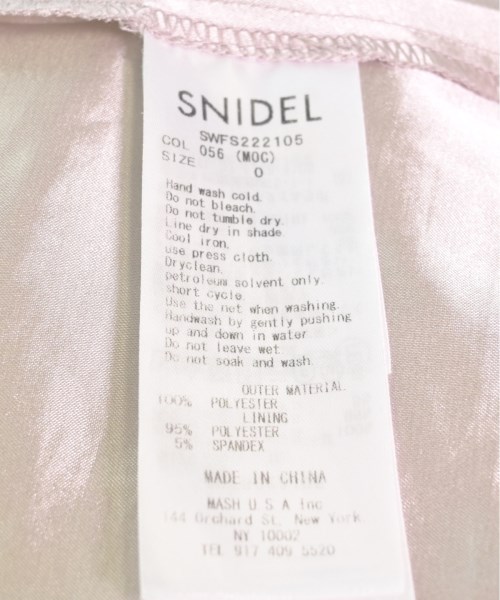 SNIDEL
COL SWFS222105
SIZE 056 (MOC)
0
Hand wash cold.
Do not bleach.
Do not tumble dry.
Line dry in shade
Cool iron.
use press cloth.
Dryclean.
petroleum solvent only.
short cycle.
Use the net when washing.
Handwash by gently pushing
up and down in water
Do not leave wet.
Do not soak and wash.
OUTER MATERIAL
100% POLYESTER
LINING
95% POLYESTER
5% SPANDEX
MADE IN CHINA
MASH U.S.A Inc
144 Orchard St. New York
NY 10002
TEL 917 409 5520